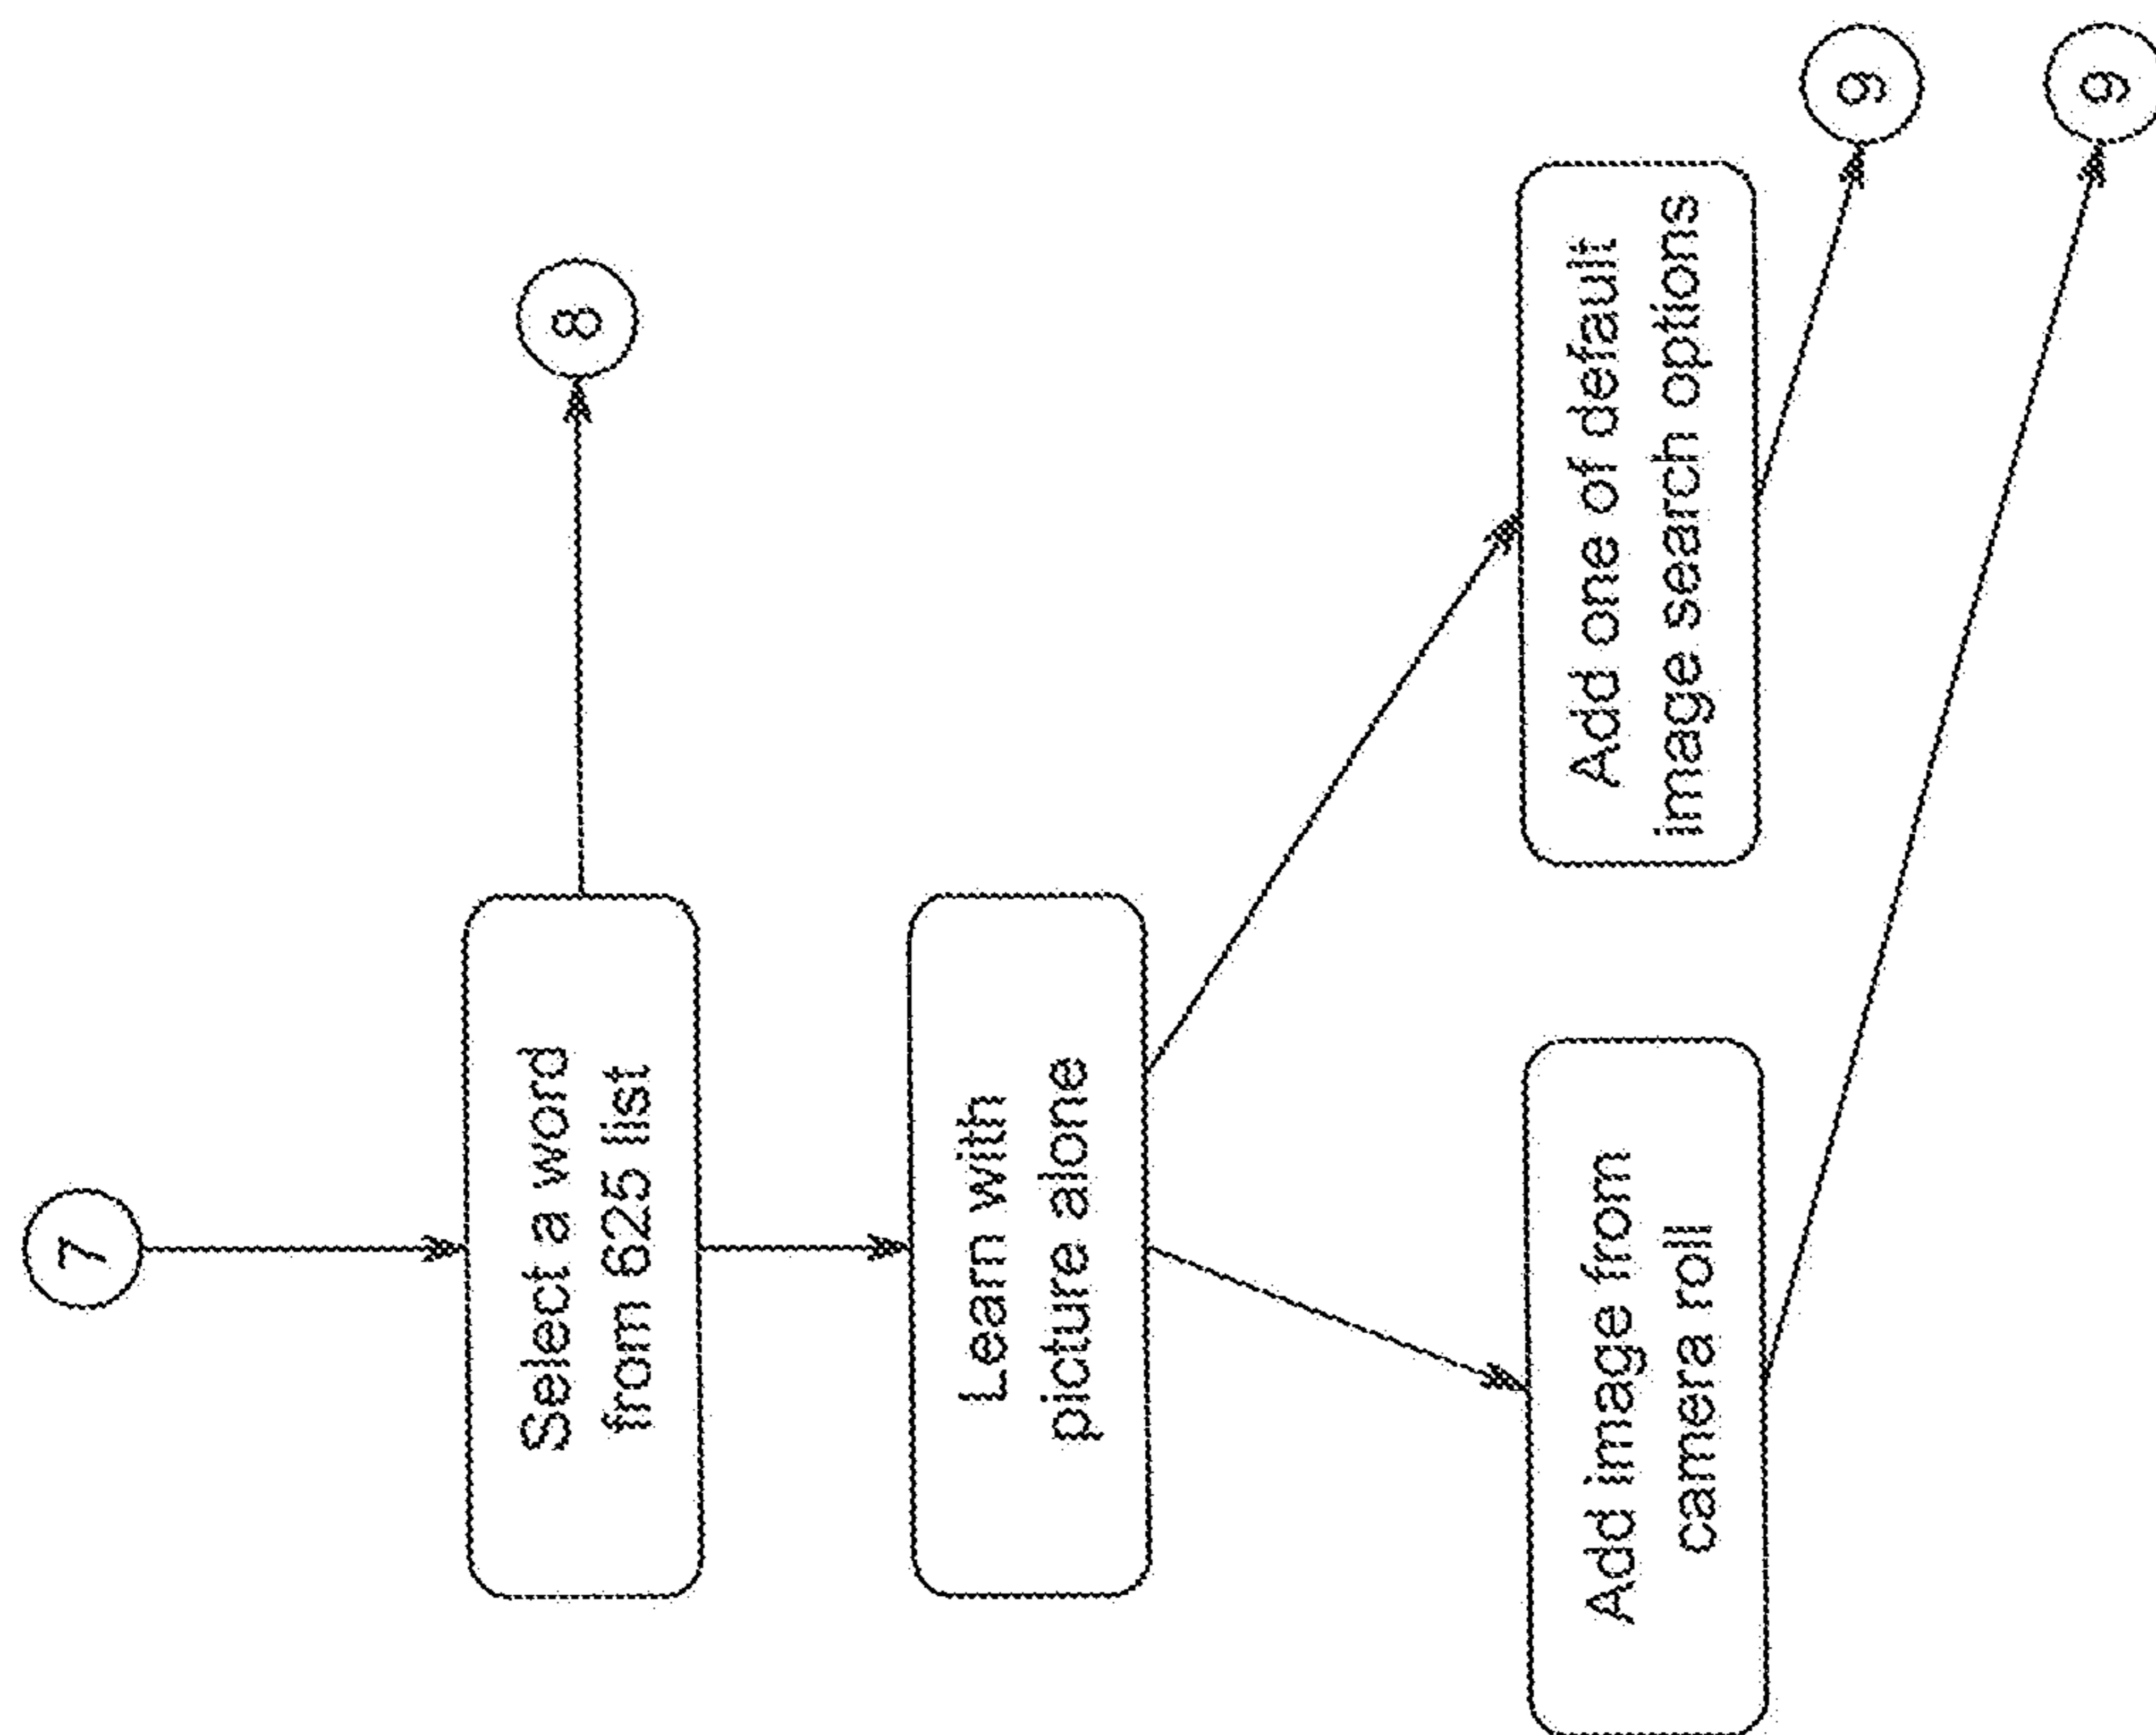 7
Select a word
from 625 list
8
Learn with
picture alone
Add image from
camera roll
Add one of default
image search options
9
9